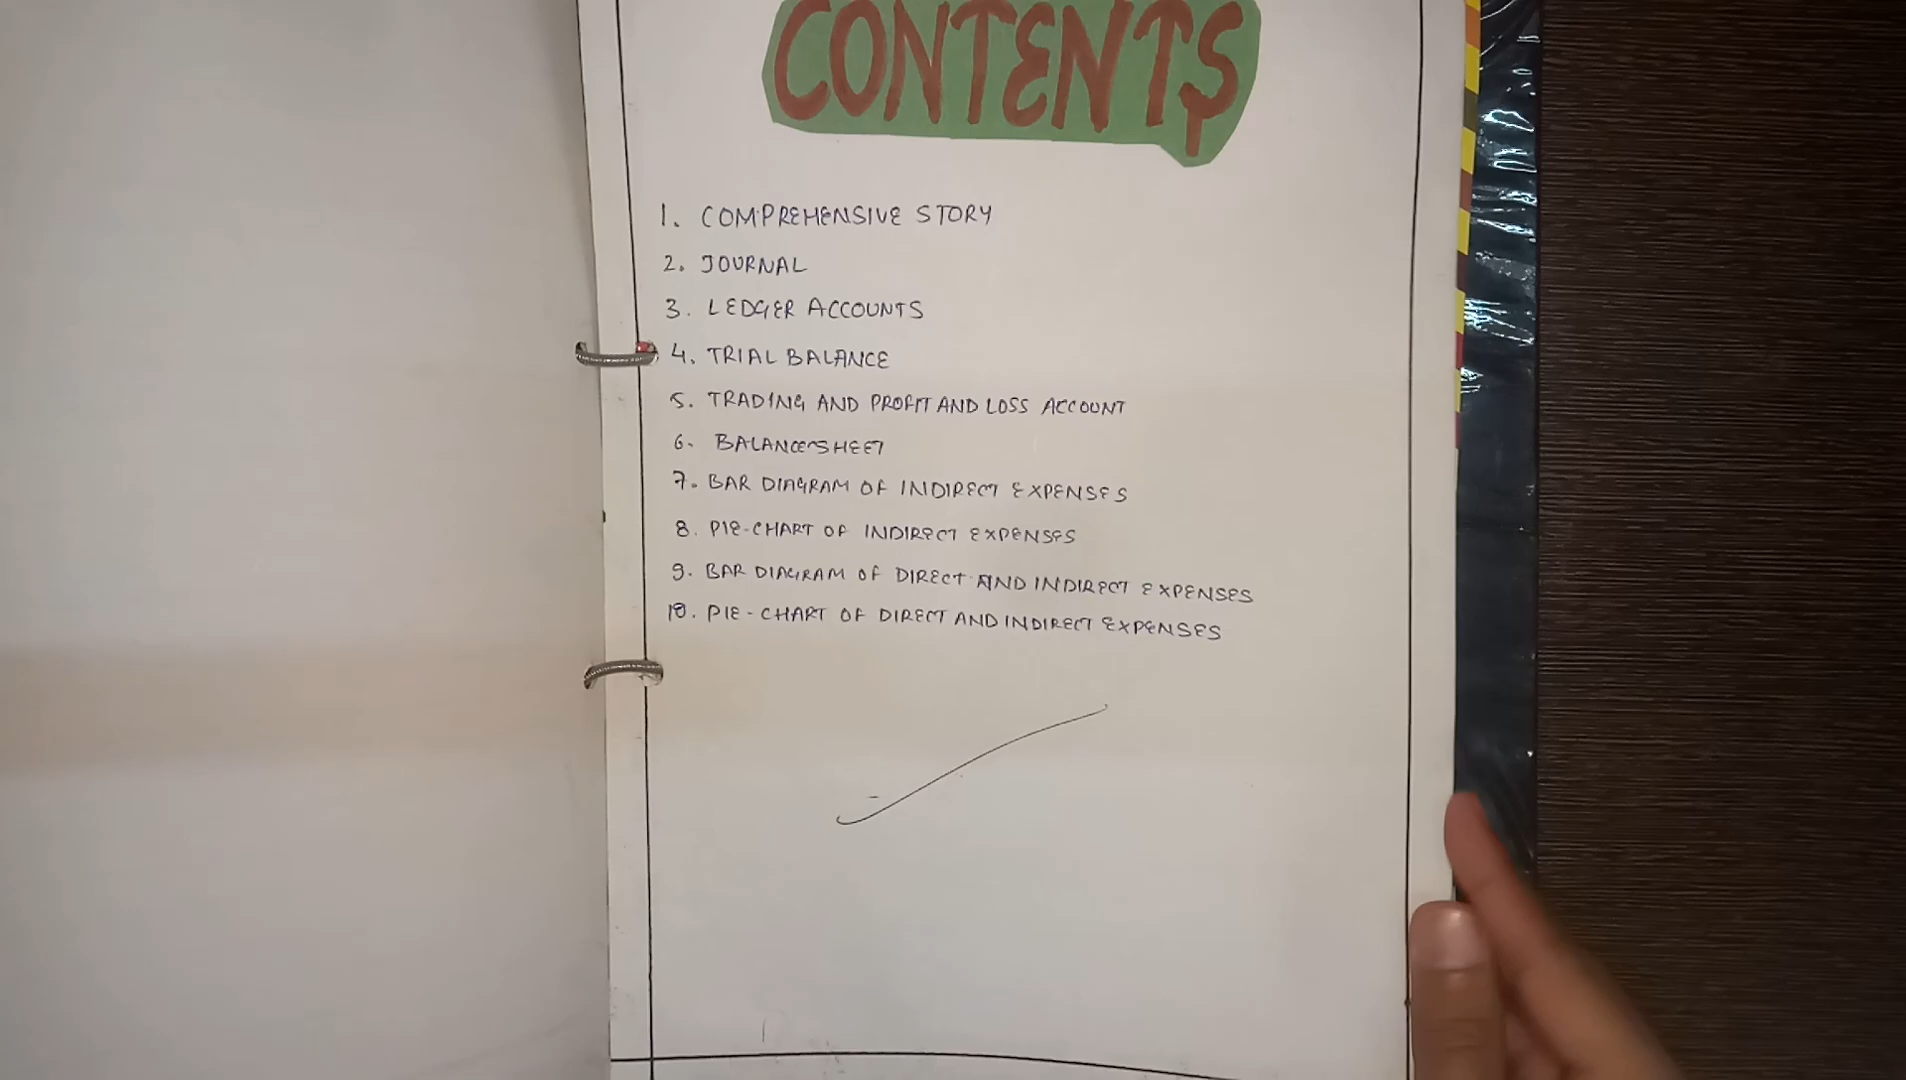 CONTENTS
1. COMPREHENSIVE STORY
2. JOURNAL
3. LEDGER ACCOUNTS
4. TRIAL BALANCE
5. TRADING AND PROFIT AND LOSS ACCOUNT
6. BALANCE SHEET
7. BAR DIAGRAM OF INDIRECT EXPENSES
8. PIE-CHART OF INDIRECT EXPENSES
9. BAR DIAGRAM OF DIRECT AND INDIRECT EXPENSES
10. PIE-CHART OF DIRECT AND INDIRECT EXPENSES